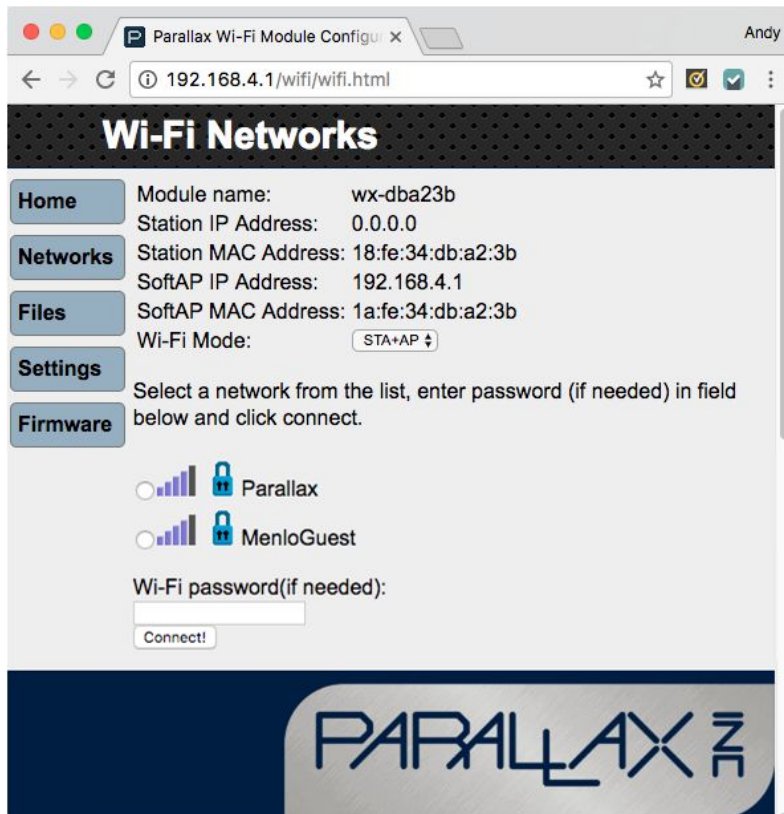 Parallax Wi-Fi Module Configu
Andy
192.168.4.1/wifi/wifi.html
Wi-Fi Networks
Home
Networks
Files
Settings
Firmware
Module name: wx-dba23b
Station IP Address: 0.0.0.0
Station MAC Address: 18:fe:34:db:a2:3b
SoftAP IP Address: 192.168.4.1
SoftAP MAC Address: 1a:fe:34:db:a2:3b
Wi-Fi Mode: STA+AP
Select a network from the list, enter password (if needed) in field
below and click connect.
Parallax
MenloGuest
Wi-Fi password(if needed):
Connect!
PARALLAX INC